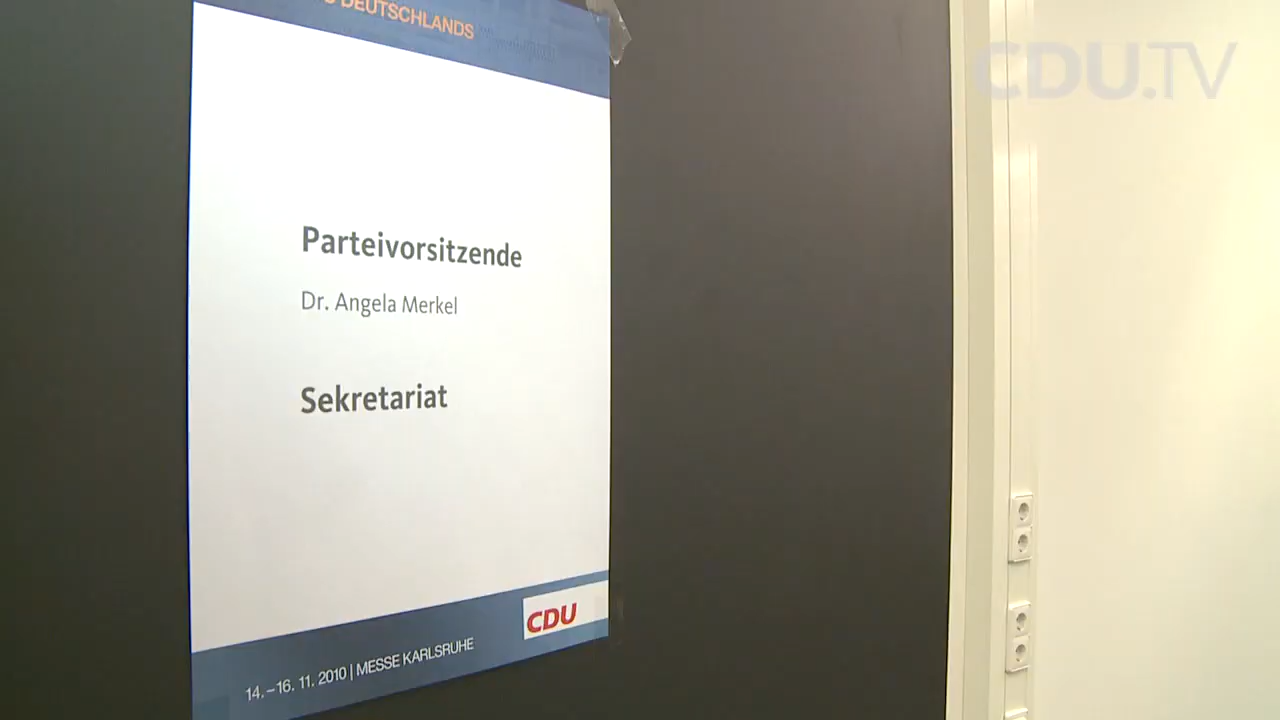 DEUTSCHLANDS
CDU.TV
Parteivorsitzende
Dr. Angela Merkel
Sekretariat
CDU
14.–16. 11. 2010 | MESSE KARLSRUHE